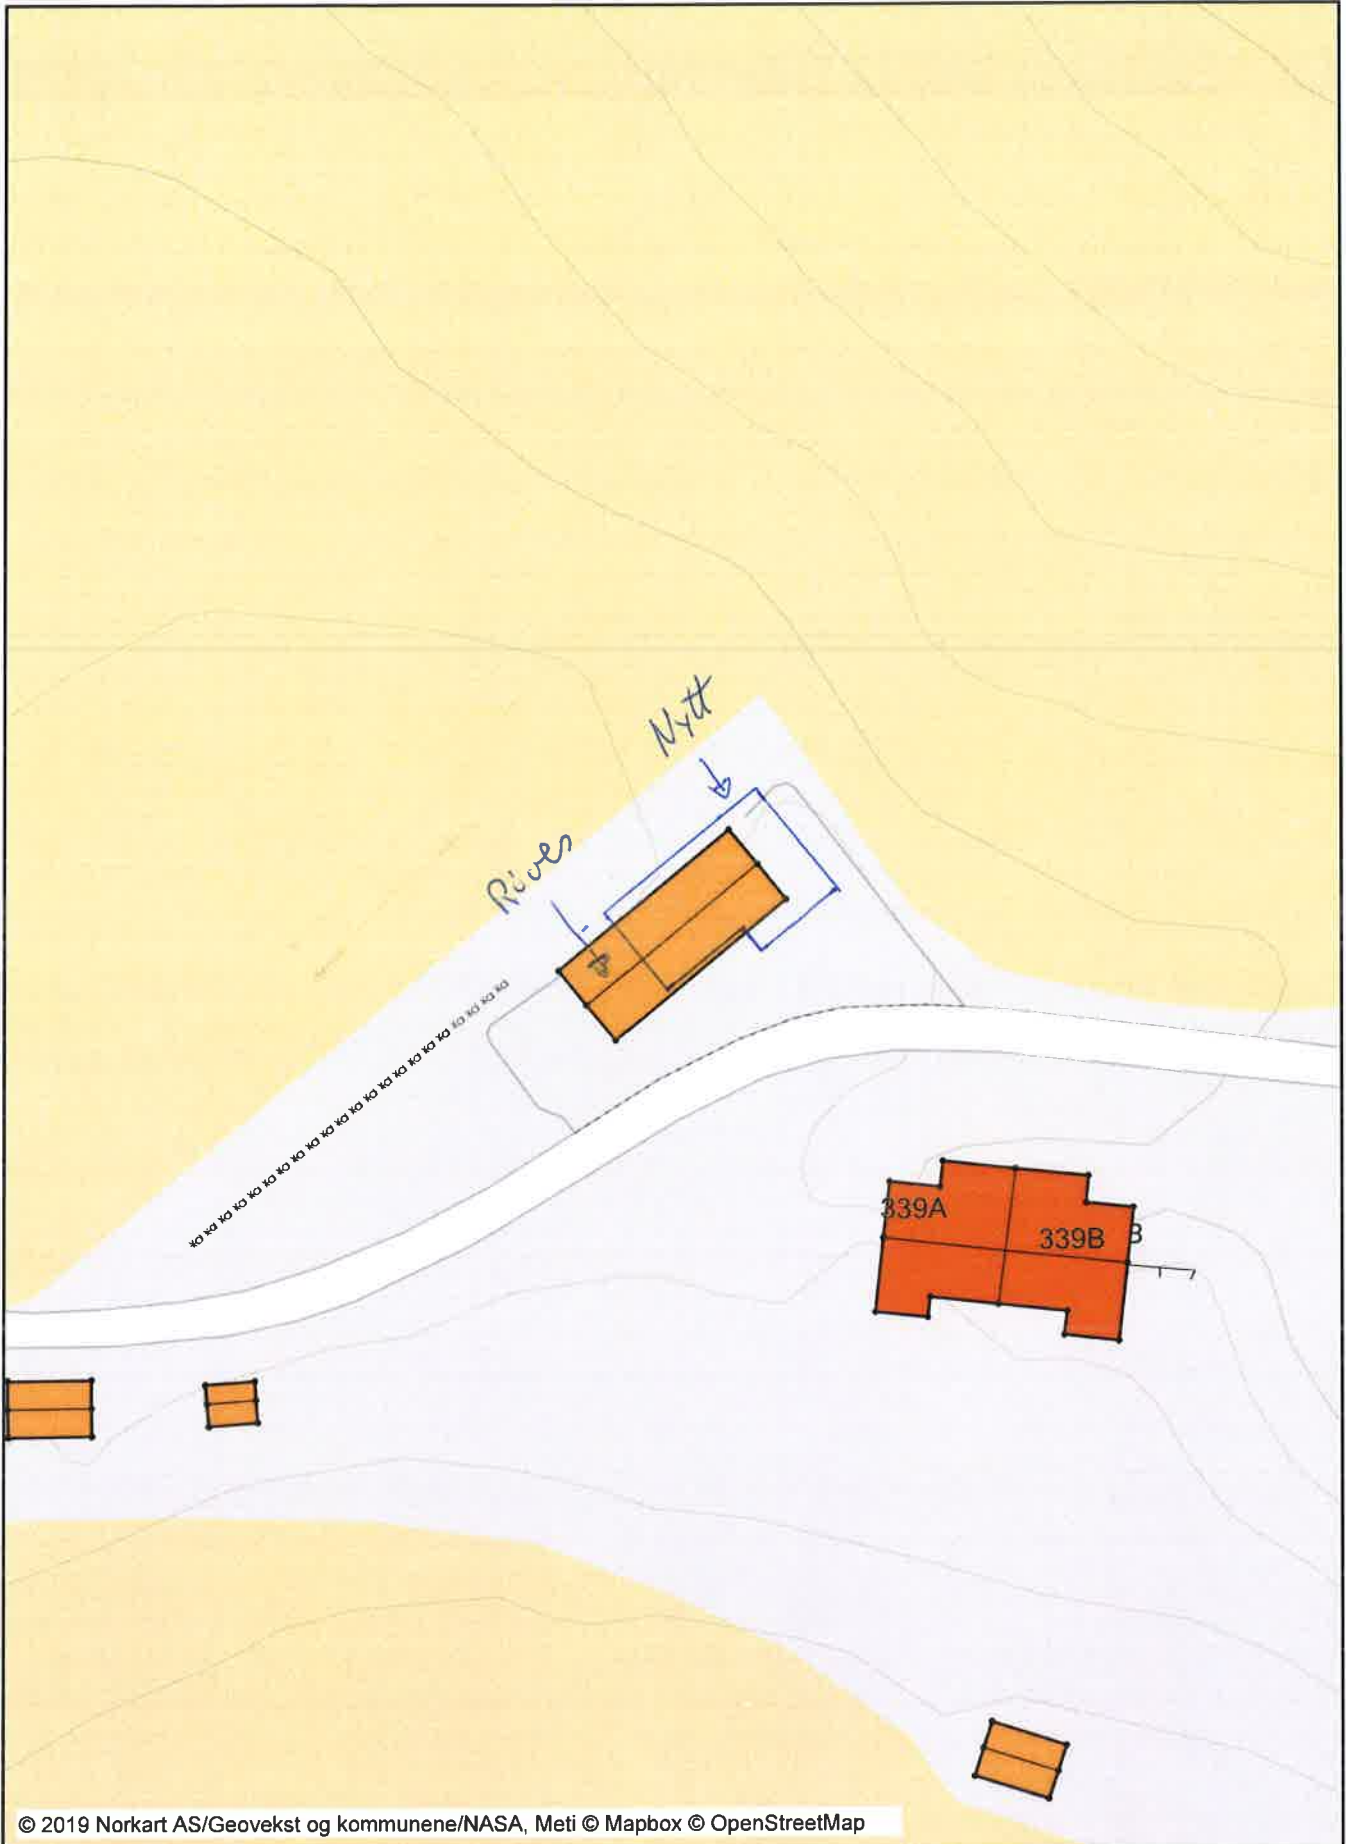 Nytt
Rives
339A
339B
B
© 2019 Norkart AS/Geovekst og kommunene/NASA, Meti © Mapbox © OpenStreetMap